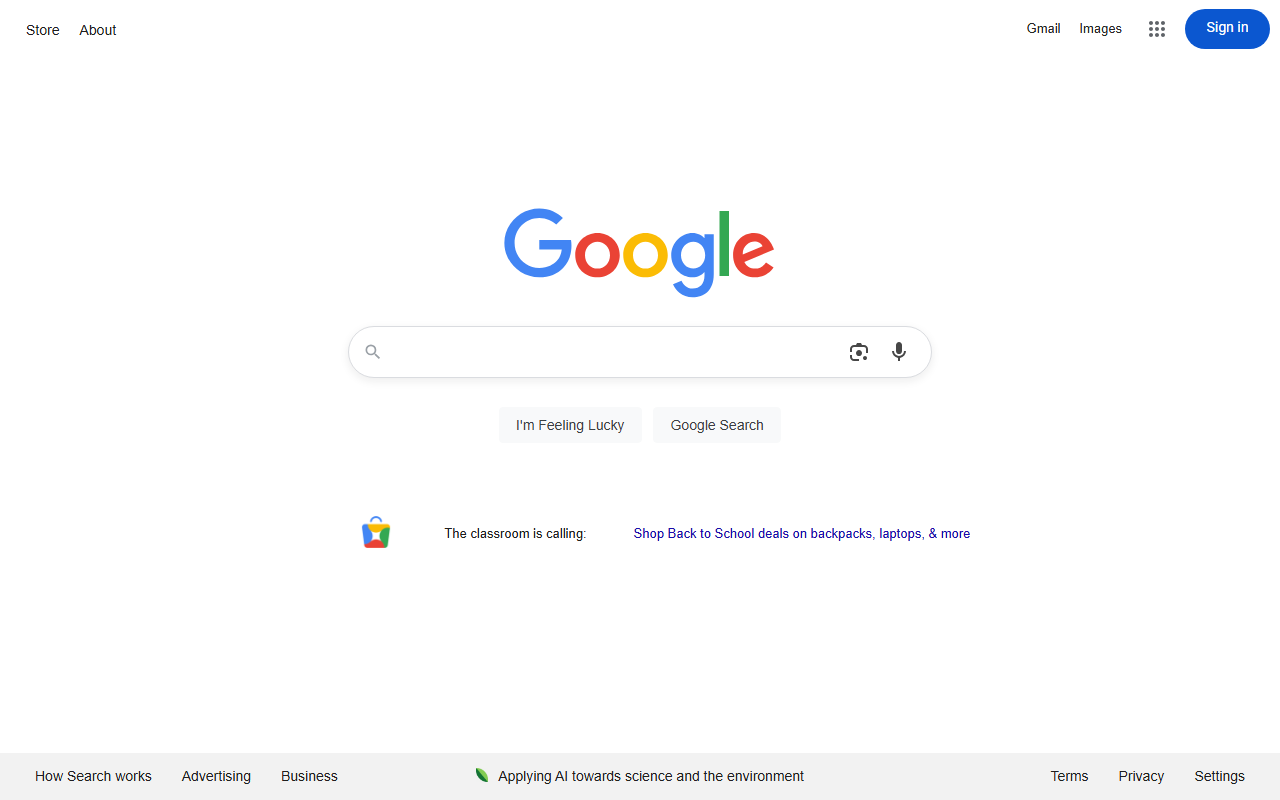 Store About Gmail Images Sign in
Google
I'm Feeling Lucky Google Search
The classroom is calling: Shop Back to School deals on backpacks, laptops, & more
How Search works Advertising Business Applying AI towards science and the environment Terms Privacy Settings